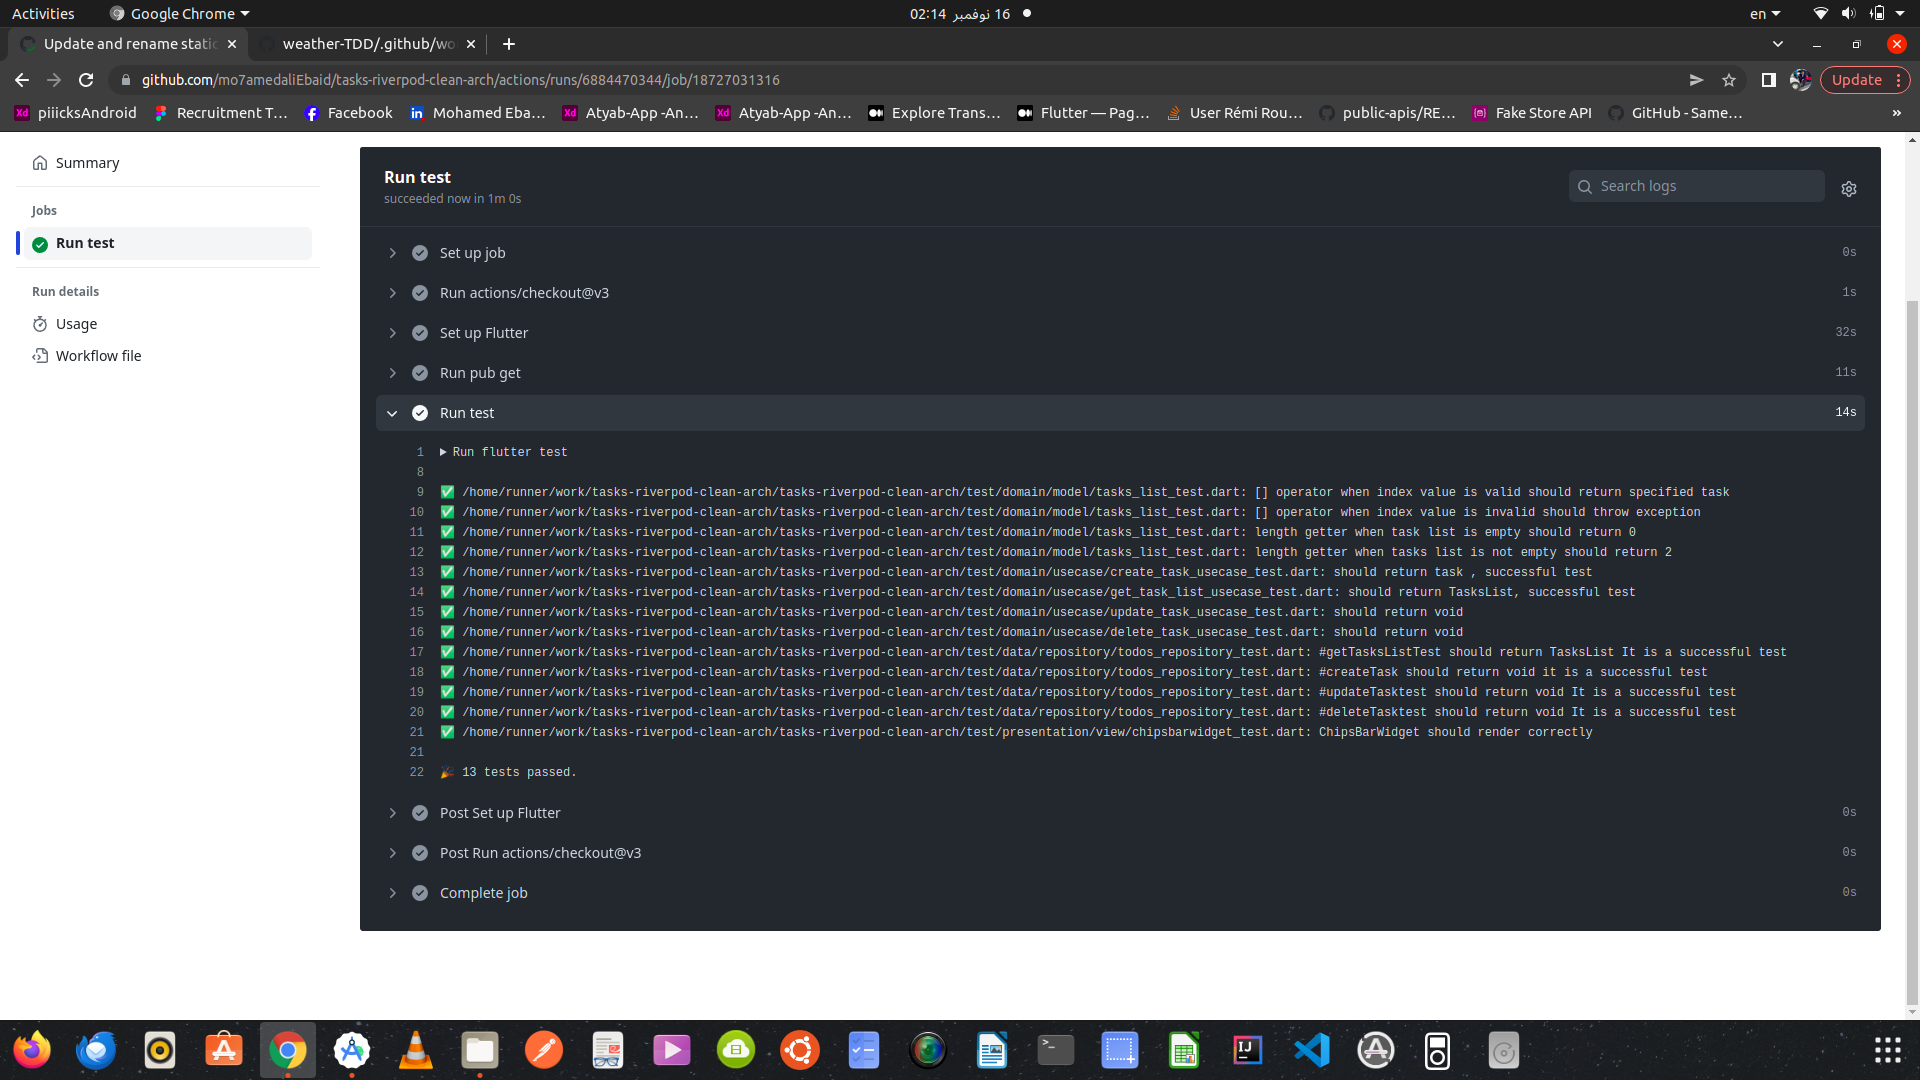 Activities
Google Chrome
16 نوفمبر 02:14
en
Update and rename static
weather-TDD/.github/wo
github.com/mo7amedaliEbaid/tasks-riverpod-clean-arch/actions/runs/6884470344/job/18727031316
Update
piiicksAndroid
Recruitment T…
Facebook
Mohamed Eba…
Atyab-App -An…
Atyab-App -An…
Explore Trans…
Flutter — Pag…
User Rémi Rou…
public-apis/RE…
Fake Store API
GitHub - Same…
»
Summary
Jobs
Run test
Run details
Usage
Workflow file
Run test
succeeded now in 1m 0s
Search logs
Set up job 0s
Run actions/checkout@v3 1s
Set up Flutter 32s
Run pub get 11s
Run test 14s
1 Run flutter test
8
9 ✅ /home/runner/work/tasks-riverpod-clean-arch/tasks-riverpod-clean-arch/test/domain/model/tasks_list_test.dart: [] operator when index value is valid should return specified task
10 ✅ /home/runner/work/tasks-riverpod-clean-arch/tasks-riverpod-clean-arch/test/domain/model/tasks_list_test.dart: [] operator when index value is invalid should throw exception
11 ✅ /home/runner/work/tasks-riverpod-clean-arch/tasks-riverpod-clean-arch/test/domain/model/tasks_list_test.dart: length getter when task list is empty should return 0
12 ✅ /home/runner/work/tasks-riverpod-clean-arch/tasks-riverpod-clean-arch/test/domain/model/tasks_list_test.dart: length getter when tasks list is not empty should return 2
13 ✅ /home/runner/work/tasks-riverpod-clean-arch/tasks-riverpod-clean-arch/test/domain/usecase/create_task_usecase_test.dart: should return task , successful test
14 ✅ /home/runner/work/tasks-riverpod-clean-arch/tasks-riverpod-clean-arch/test/domain/usecase/get_task_list_usecase_test.dart: should return TasksList, successful test
15 ✅ /home/runner/work/tasks-riverpod-clean-arch/tasks-riverpod-clean-arch/test/domain/usecase/update_task_usecase_test.dart: should return void
16 ✅ /home/runner/work/tasks-riverpod-clean-arch/tasks-riverpod-clean-arch/test/domain/usecase/delete_task_usecase_test.dart: should return void
17 ✅ /home/runner/work/tasks-riverpod-clean-arch/tasks-riverpod-clean-arch/test/data/repository/todos_repository_test.dart: #getTasksListTest should return TasksList It is a successful test
18 ✅ /home/runner/work/tasks-riverpod-clean-arch/tasks-riverpod-clean-arch/test/data/repository/todos_repository_test.dart: #createTask should return void it is a successful test
19 ✅ /home/runner/work/tasks-riverpod-clean-arch/tasks-riverpod-clean-arch/test/data/repository/todos_repository_test.dart: #updateTasktest should return void It is a successful test
20 ✅ /home/runner/work/tasks-riverpod-clean-arch/tasks-riverpod-clean-arch/test/data/repository/todos_repository_test.dart: #deleteTasktest should return void It is a successful test
21 ✅ /home/runner/work/tasks-riverpod-clean-arch/tasks-riverpod-clean-arch/test/presentation/view/chipsbarwidget_test.dart: ChipsBarWidget should render correctly
21
22 🎉 13 tests passed.
Post Set up Flutter 0s
Post Run actions/checkout@v3 0s
Complete job 0s